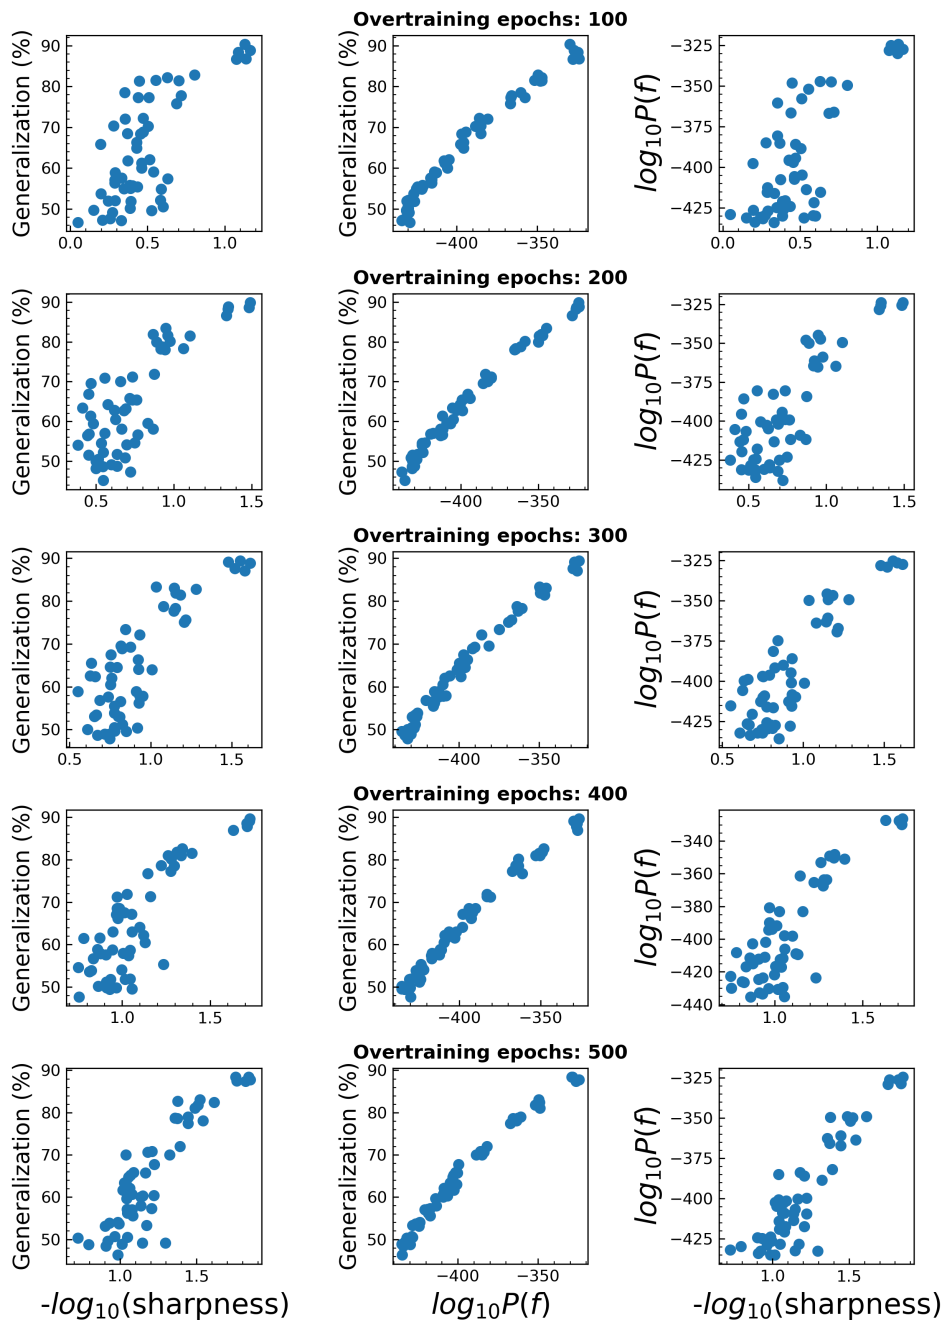 Overtraining epochs: 100
Generalization (%)
90
80
70
60
50
0.0 0.5 1.0
Generalization (%)
90
80
70
60
50
−400 −350
log10P(f)
−325
−350
−375
−400
−425
0.0 0.5 1.0
Overtraining epochs: 200
Generalization (%)
90
80
70
60
50
0.5 1.0 1.5
Generalization (%)
90
80
70
60
50
−400 −350
log10P(f)
−325
−350
−375
−400
−425
0.5 1.0 1.5
Overtraining epochs: 300
Generalization (%)
90
80
70
60
50
0.5 1.0 1.5
Generalization (%)
90
80
70
60
50
−400 −350
log10P(f)
−325
−350
−375
−400
−425
0.5 1.0 1.5
Overtraining epochs: 400
Generalization (%)
90
80
70
60
50
1.0 1.5
Generalization (%)
90
80
70
60
50
−400 −350
log10P(f)
−340
−360
−380
−400
−420
−440
1.0 1.5
Overtraining epochs: 500
Generalization (%)
90
80
70
60
50
1.0 1.5
-log10(sharpness)
Generalization (%)
90
80
70
60
50
−400 −350
log10P(f)
log10P(f)
−325
−350
−375
−400
−425
1.0 1.5
-log10(sharpness)